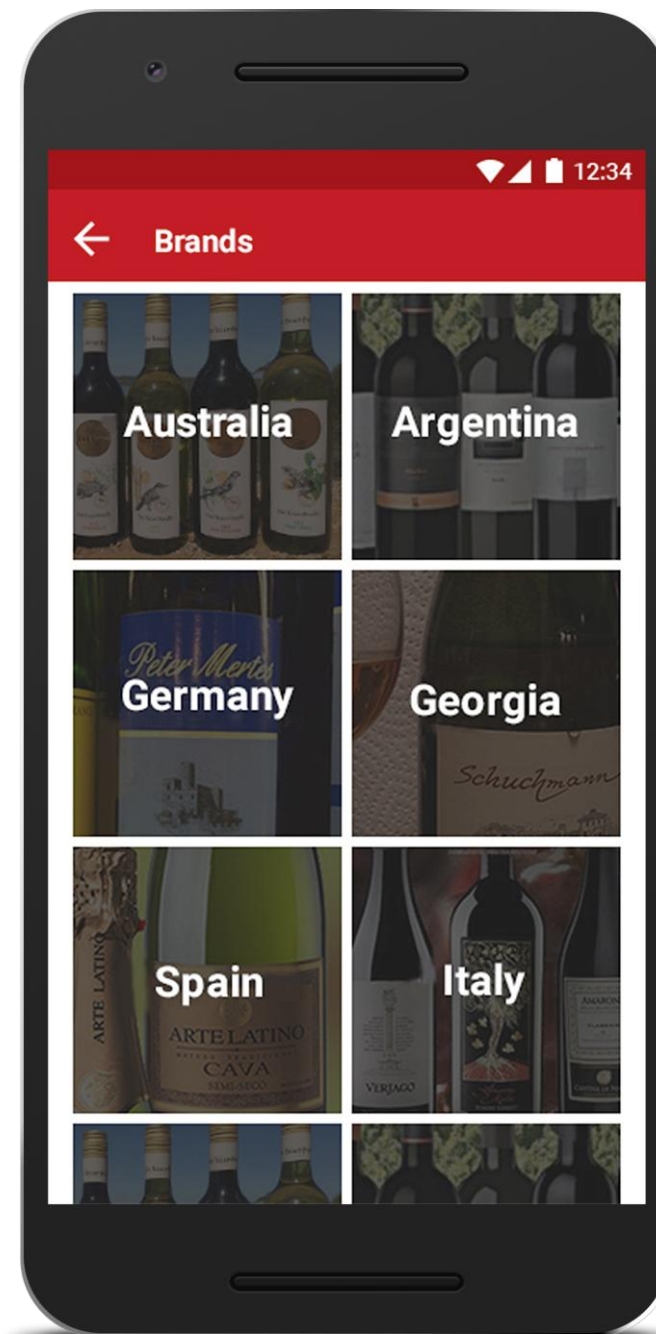 12:34
Brands
Australia
Argentina
Peter Mertes
Germany
Georgia
Schuchmann
Spain
Italy
ARTE LATINO
ARTE LATINO
CAVA
SEMI-SECO
VERJAGO